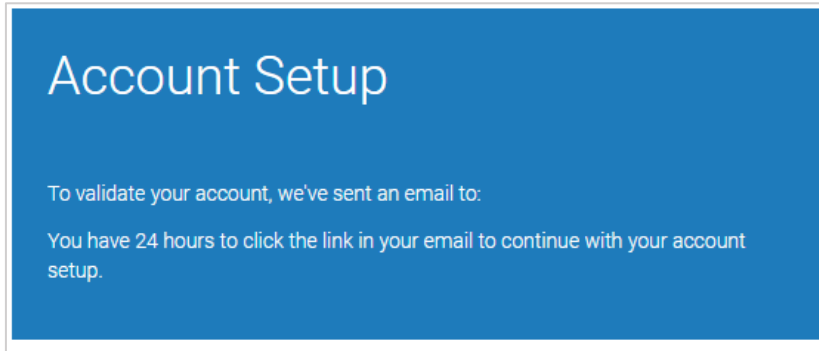 Account Setup
To validate your account, we've sent an email to:
You have 24 hours to click the link in your email to continue with your account
setup.